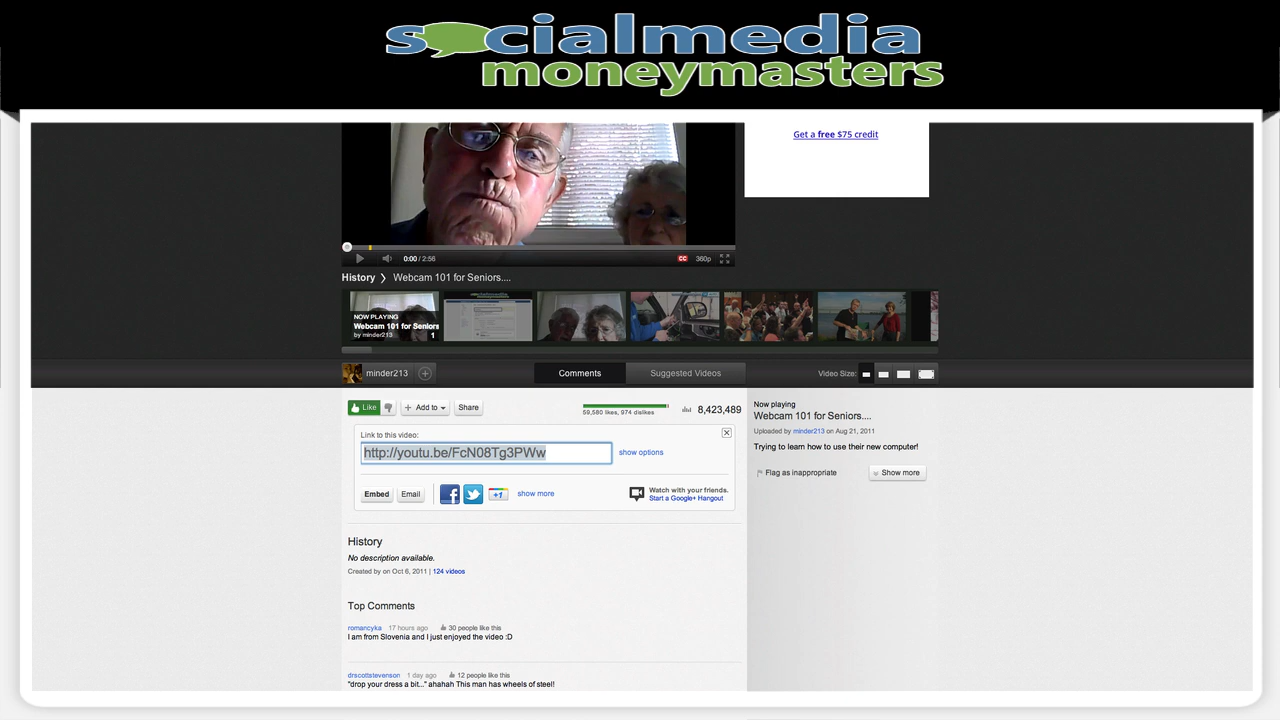 socialmedia
moneymasters
Get a free $75 credit
0:00 / 2:56
CC
360p
History
Webcam 101 for Seniors....
NOW PLAYING
Webcam 101 for Seniors
by minder213
1
minder213
Comments
Suggested Videos
Video Size:
Like
Add to
Share
59,560 likes, 974 dislikes
8,423,489
Link to this video:
http://youtu.be/FcN08Tg3PWw
show options
Embed
Email
+1
show more
Watch with your friends.
Start a Google+ Hangout
History
No description available.
Created by on Oct 6, 2011 | 124 videos
Top Comments
romancyka 17 hours ago 30 people like this
I am from Slovenia and I just enjoyed the video :D
drscottstevenson 1 day ago 12 people like this
"drop your dress a bit..." ahahah This man has wheels of steel!
Now playing
Webcam 101 for Seniors....
Uploaded by minder213 on Aug 21, 2011
Trying to learn how to use their new computer!
Flag as inappropriate
Show more